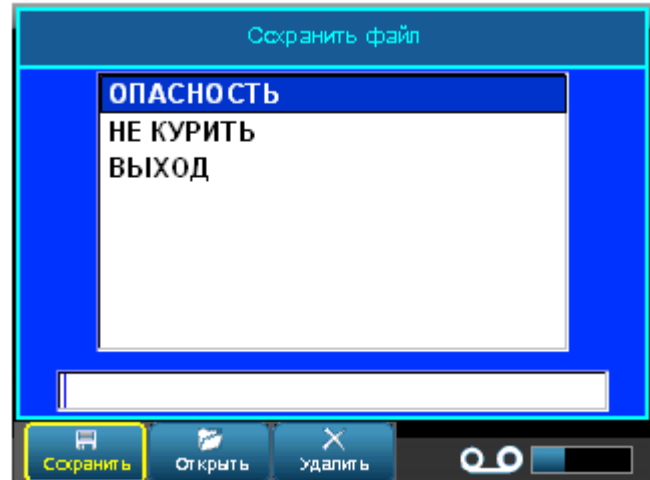 Сохранить файл
ОПАСНОСТЬ
НЕ КУРИТЬ
ВЫХОД
Сохранить Открыть Удалить